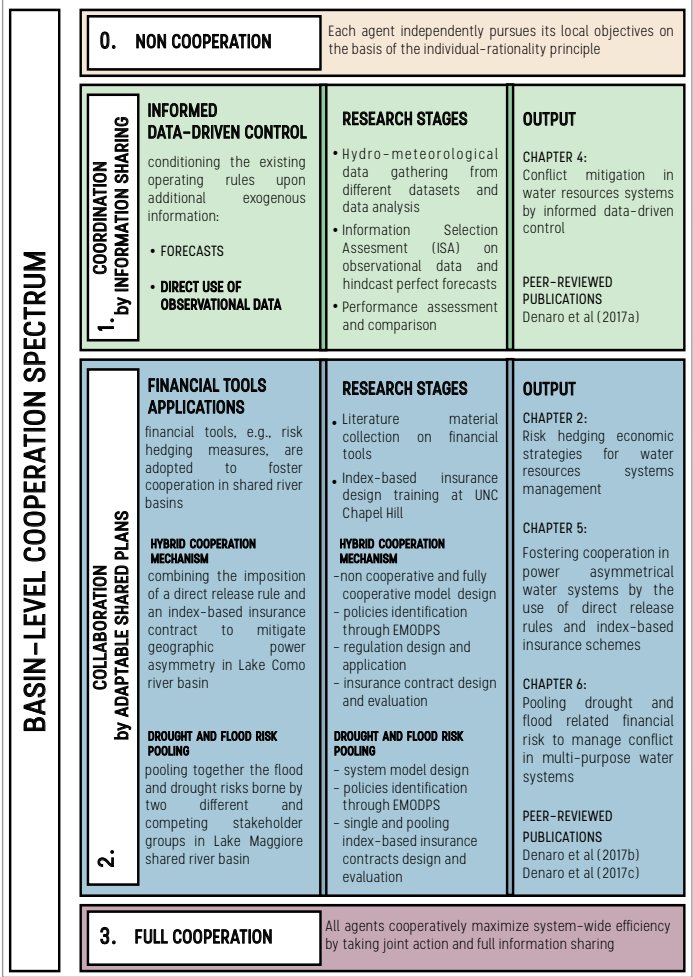 BASIN-LEVEL COOPERATION SPECTRUM
0. NON COOPERATION
Each agent independently pursues its local objectives on
the basis of the individual-rationality principle
1. COORDINATION
by INFORMATION SHARING
INFORMED
DATA-DRIVEN CONTROL
conditioning the existing
operating rules upon
additional exogenous
information:
• FORECASTS
• DIRECT USE OF
OBSERVATIONAL DATA
RESEARCH STAGES
• Hydro-meteorological
data gathering from
different datasets and
data analysis
• Information Selection
Assesment (ISA) on
observational data and
hindcast perfect forecasts
• Performance assessment
and comparison
OUTPUT
CHAPTER 4:
Conflict mitigation in
water resources systems
by informed data-driven
control
PEER-REVIEWED
PUBLICATIONS
Denaro et al (2017a)
2. COLLABORATION
by ADAPTABLE SHARED PLANS
FINANCIAL TOOLS
APPLICATIONS
financial tools, e.g., risk
hedging measures, are
adopted to foster
cooperation in shared river
basins
HYBRID COOPERATION
MECHANISM
combining the imposition
of a direct release rule and
an index-based insurance
contract to mitigate
geographic power
asymmetry in Lake Como
river basin
DROUGHT AND FLOOD RISK
POOLING
pooling together the flood
and drought risks borne by
two different and
competing stakeholder
groups in Lake Maggiore
shared river basin
RESEARCH STAGES
• Literature material
collection on financial
tools
• Index-based insurance
design training at UNC
Chapel Hill
HYBRID COOPERATION
MECHANISM
-non cooperative and fully
cooperative model design
- policies identification
through EMODPS
- regulation design and
application
- insurance contract design
and evaluation
DROUGHT AND FLOOD RISK
POOLING
- system model design
- policies identification
through EMODPS
- single and pooling
index-based insurance
contracts design and
evaluation
OUTPUT
CHAPTER 2:
Risk hedging economic
strategies for water
resources systems
management
CHAPTER 5:
Fostering cooperation in
power asymmetrical
water systems by the
use of direct release
rules and index-based
insurance schemes
CHAPTER 6:
Pooling drought and
flood related financial
risk to manage conflict
in multi-purpose water
systems
PEER-REVIEWED
PUBLICATIONS
Denaro et al (2017b)
Denaro et al (2017c)
3. FULL COOPERATION
All agents cooperatively maximize system-wide efficiency
by taking joint action and full information sharing